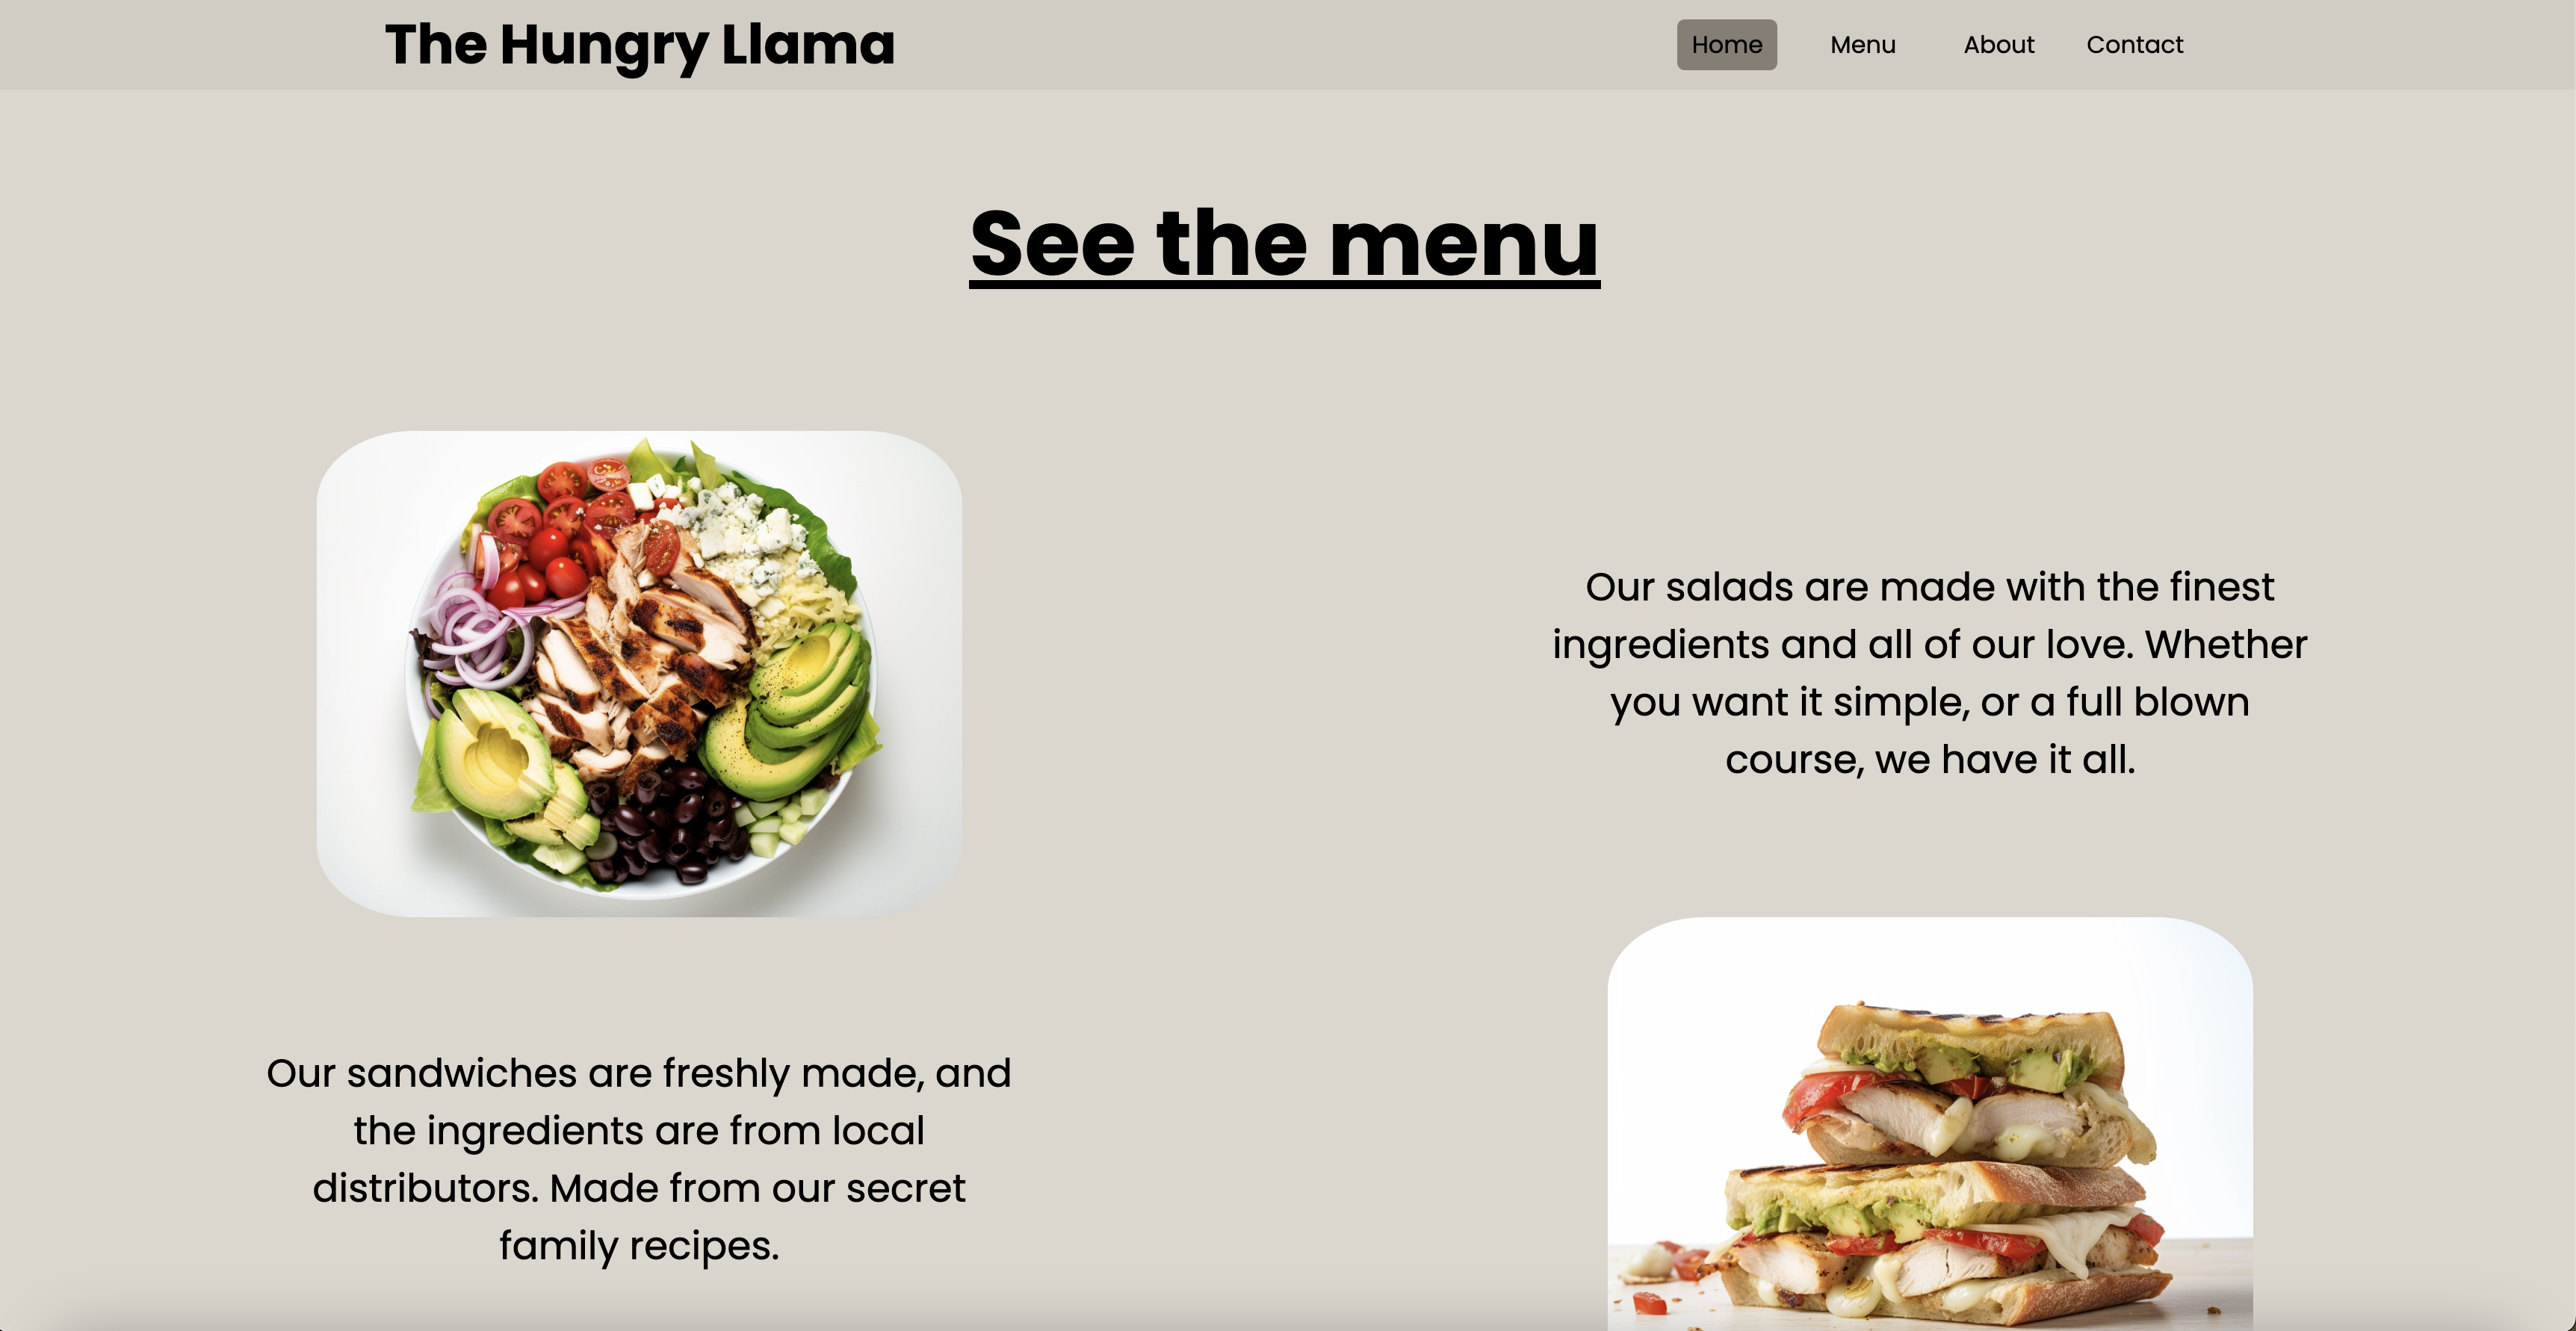 The Hungry Llama
Home Menu About Contact
See the menu
Our salads are made with the finest
ingredients and all of our love. Whether
you want it simple, or a full blown
course, we have it all.
Our sandwiches are freshly made, and
the ingredients are from local
distributors. Made from our secret
family recipes.